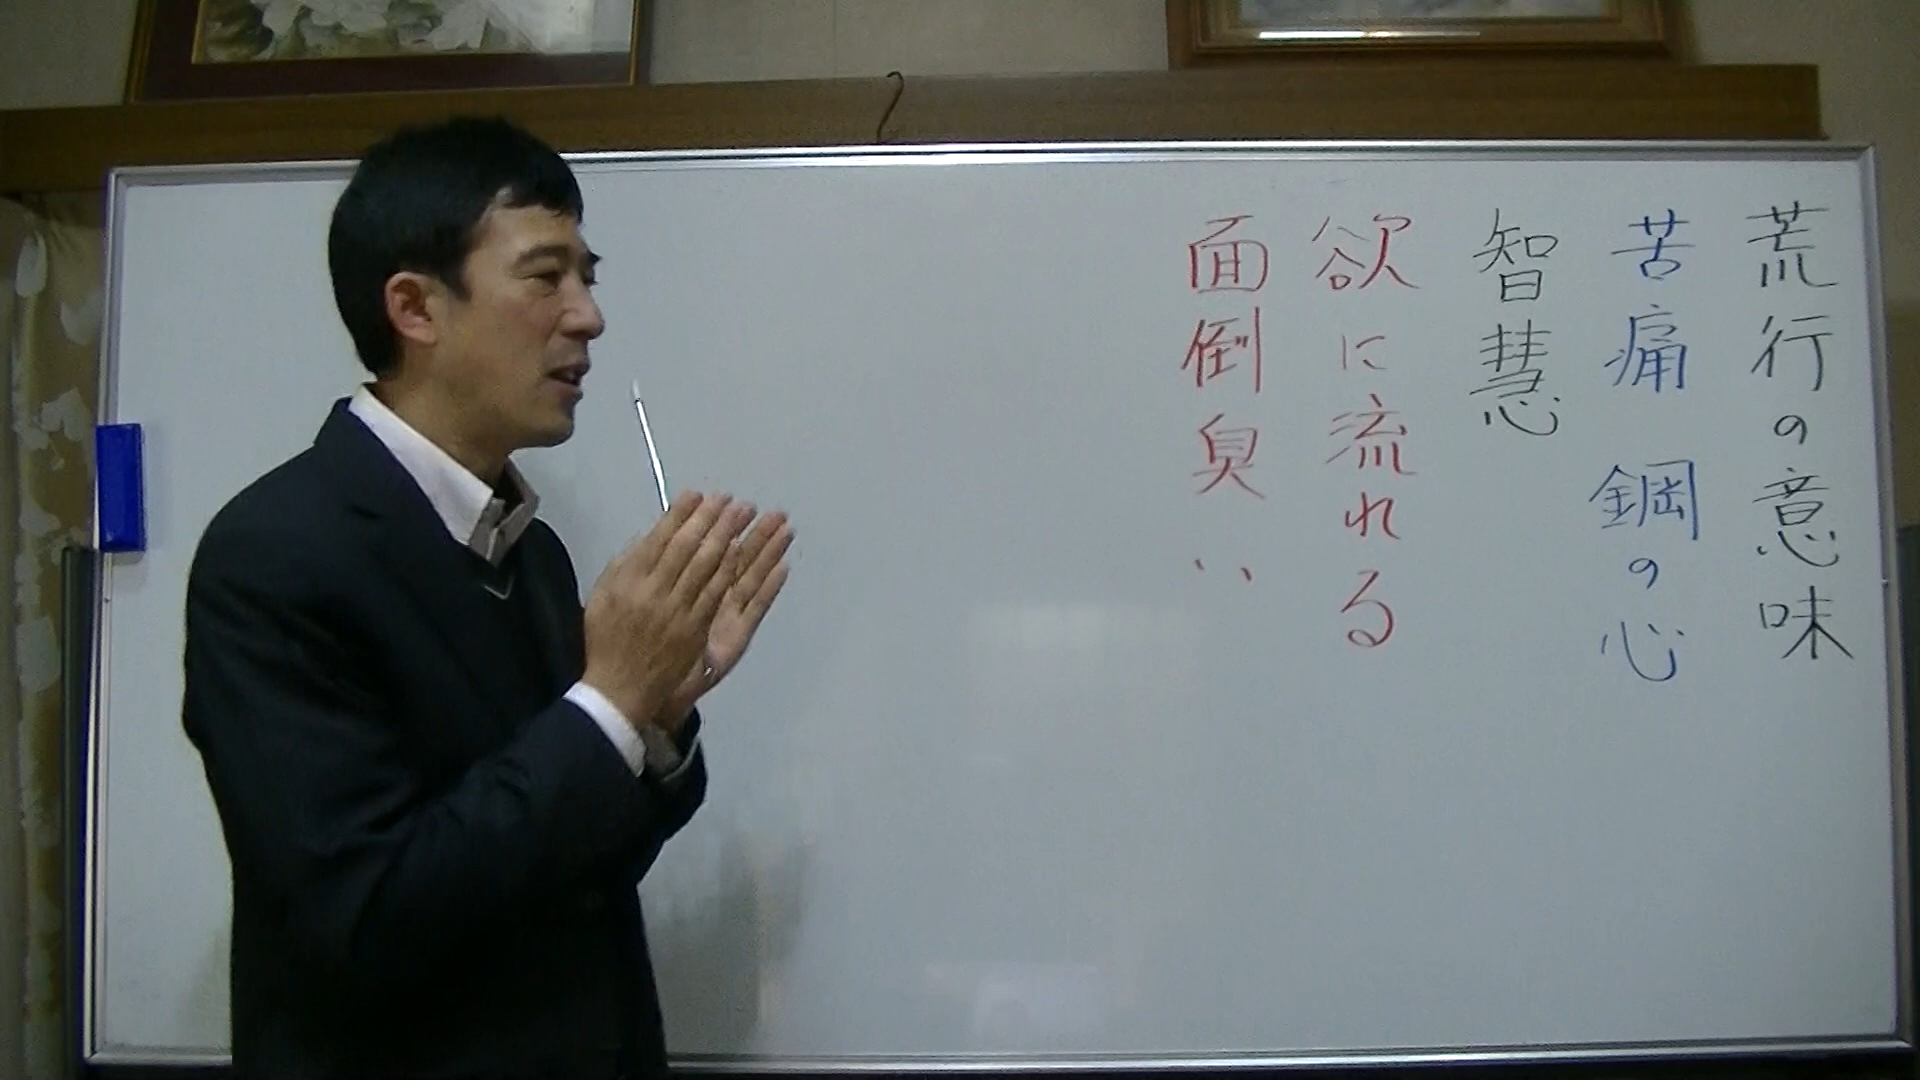 荒行の意味
苦痛 鋼の心
智慧
欲に流れる
面倒臭い